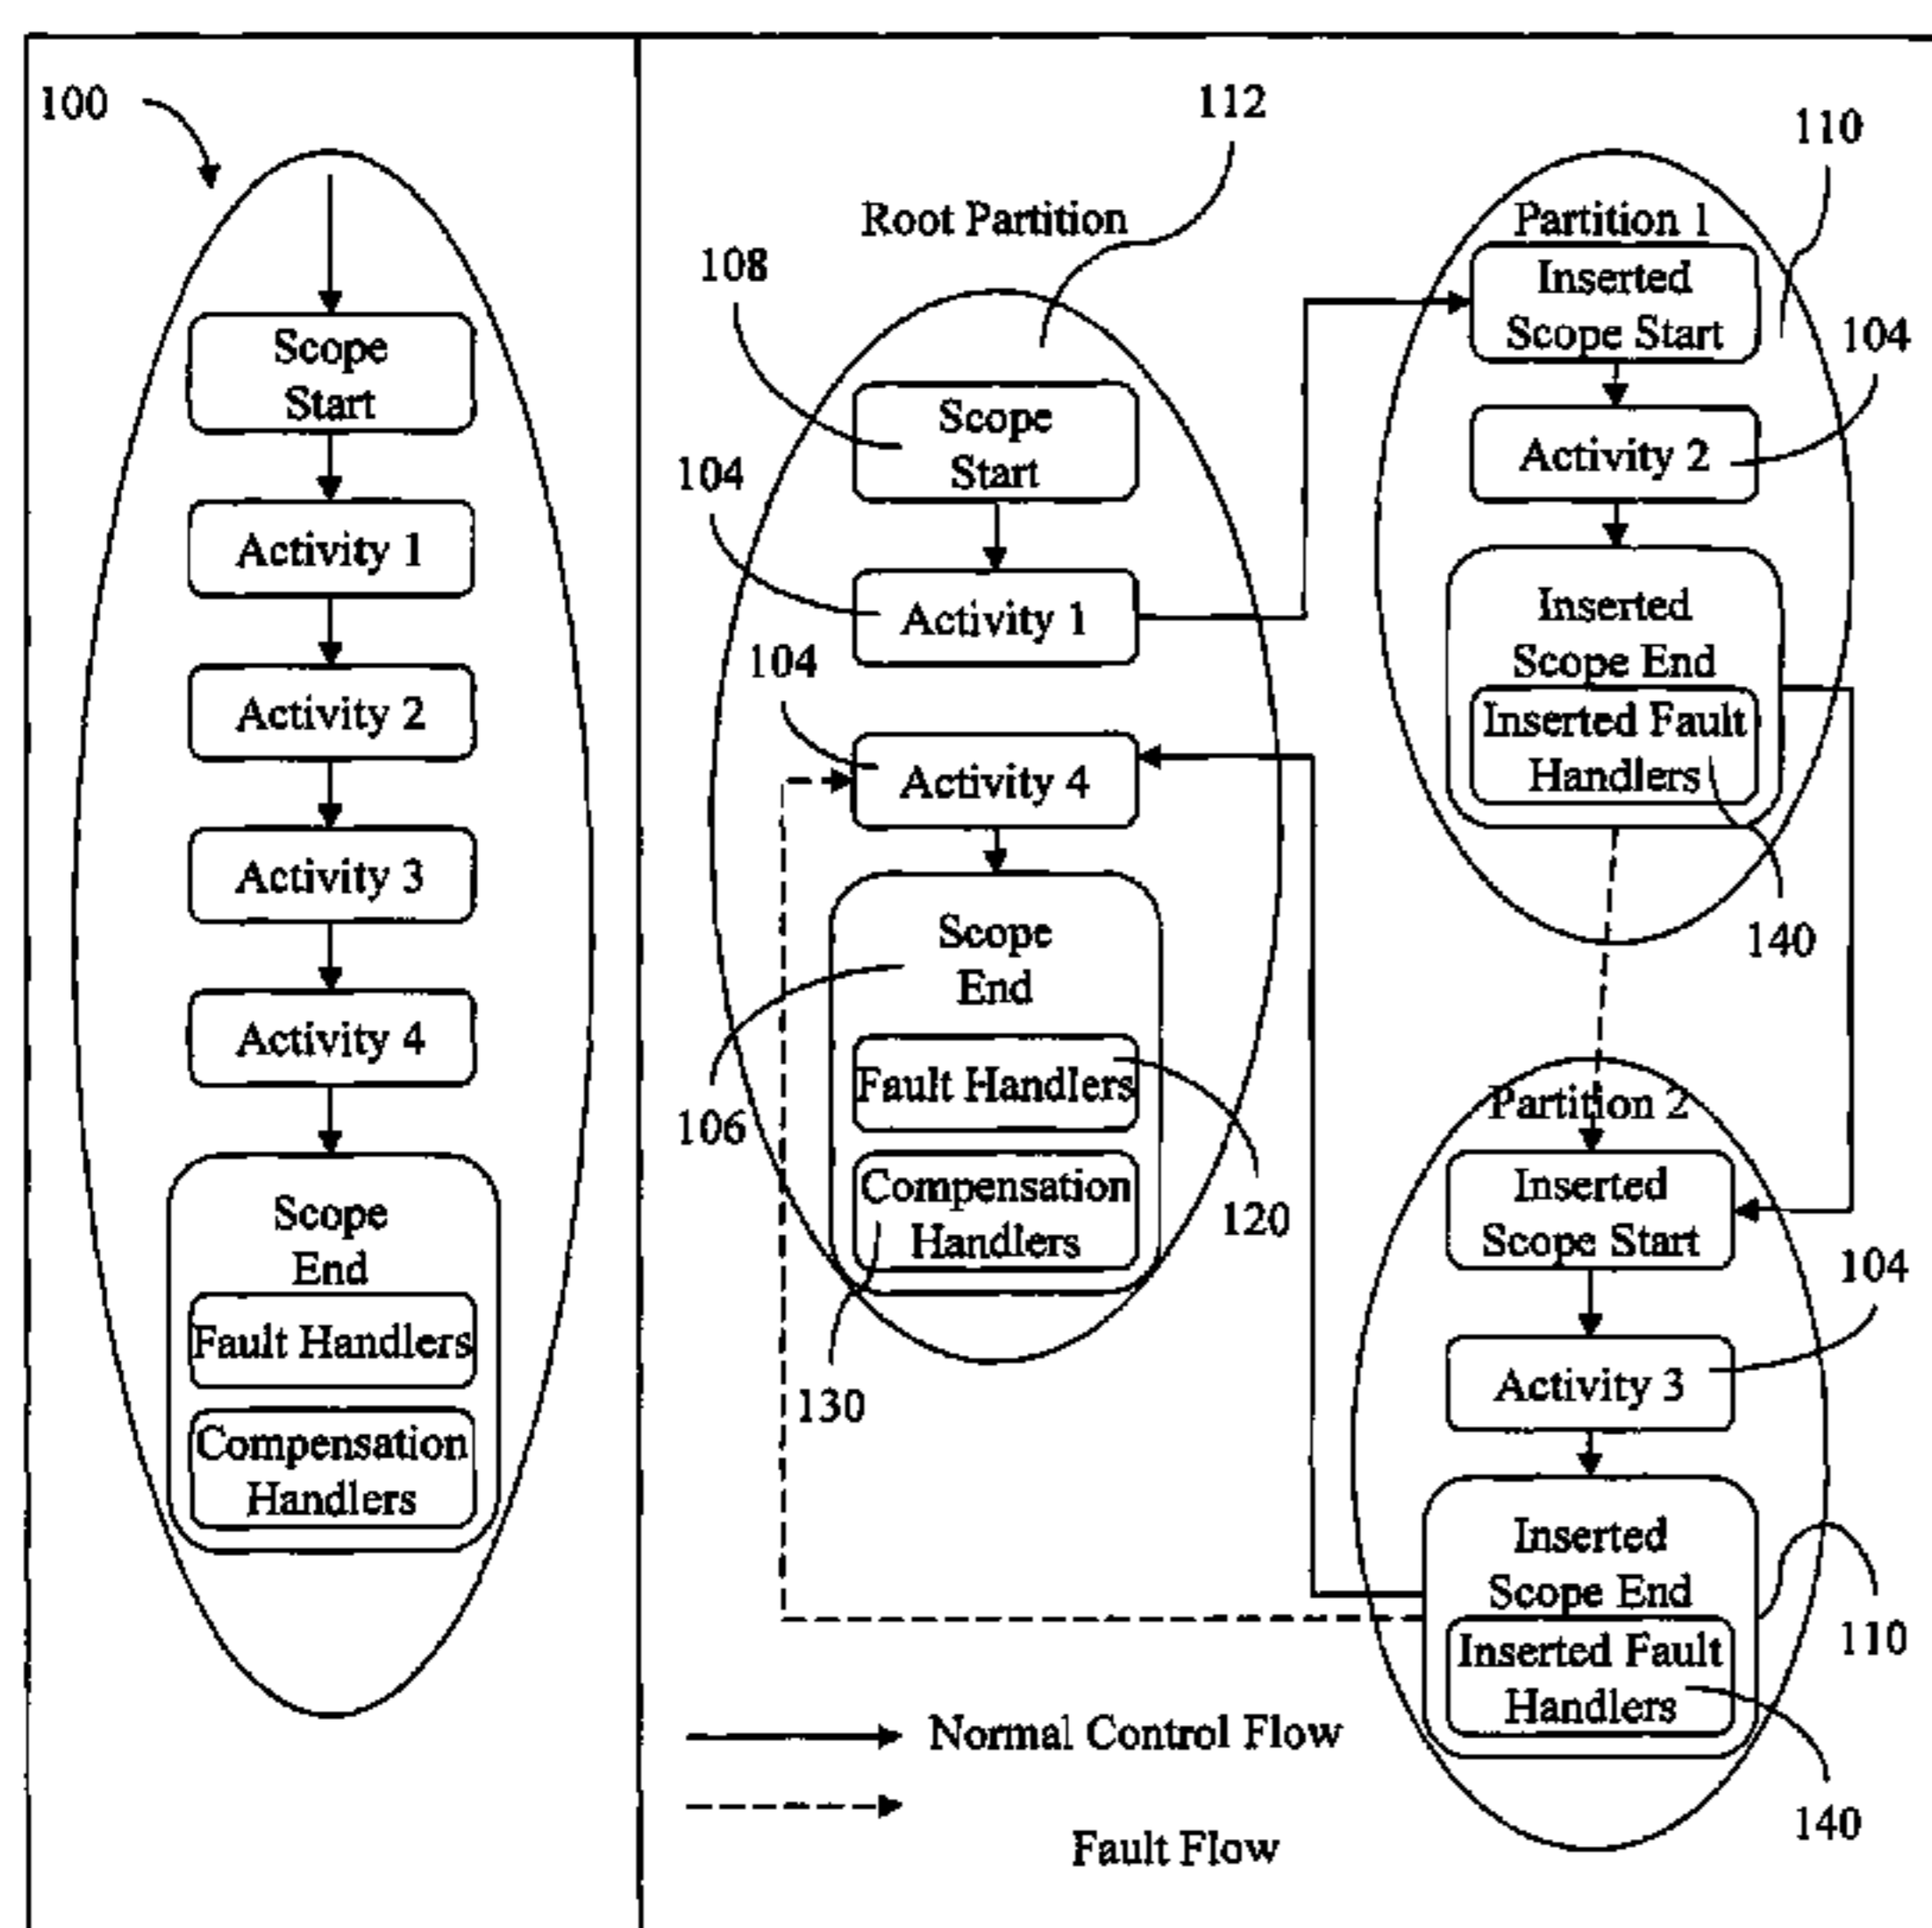 100
Scope
Start
Activity 1
Activity 2
Activity 3
Activity 4
Scope
End
Fault Handlers
Compensation
Handlers
112
Root Partition
108
Scope
Start
104
Activity 1
104
Activity 4
Scope
End
106
Fault Handlers
120
Compensation
Handlers
130
110
Partition 1
Inserted
Scope Start
104
Activity 2
Inserted
Scope End
Inserted Fault
Handlers
140
Partition 2
Inserted
Scope Start
104
Activity 3
Inserted
Scope End
110
Inserted Fault
Handlers
140
Normal Control Flow
Fault Flow